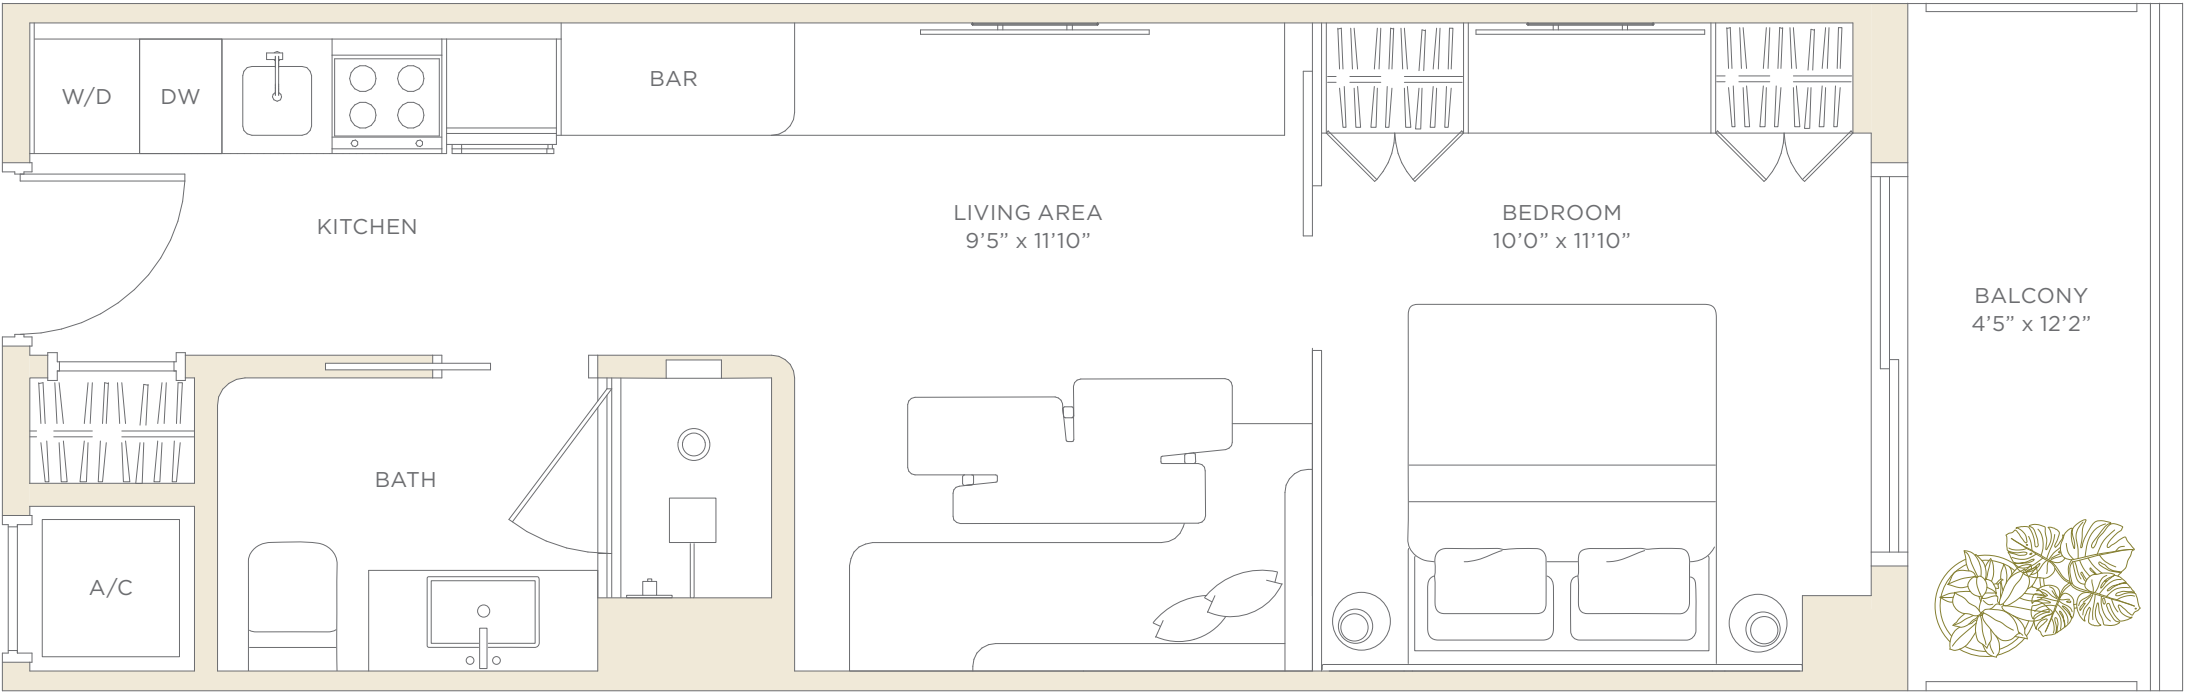 W/D
DW
BAR
KITCHEN
LIVING AREA
9’5” x 11’10”
BEDROOM
10’0” x 11’10”
BALCONY
4’5” x 12’2”
BATH
A/C